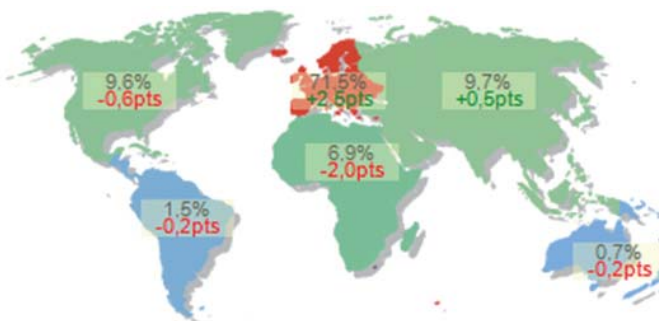 9.6%
-0,6pts
71.5%
+2,5pts
9.7%
+0,5pts
6.9%
-2,0pts
1.5%
-0,2pts
0.7%
-0,2pts